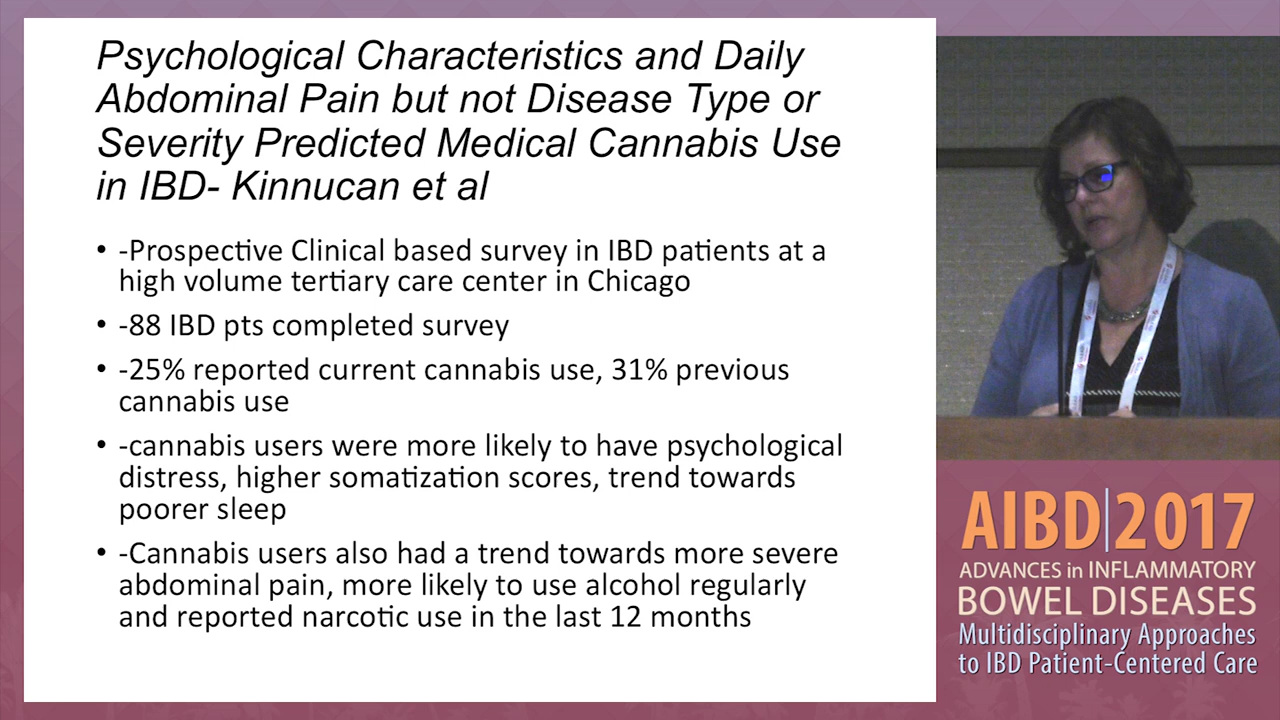 Psychological Characteristics and Daily
Abdominal Pain but not Disease Type or
Severity Predicted Medical Cannabis Use
in IBD- Kinnucan et al
• -Prospective Clinical based survey in IBD patients at a
high volume tertiary care center in Chicago
• -88 IBD pts completed survey
• -25% reported current cannabis use, 31% previous
cannabis use
• -cannabis users were more likely to have psychological
distress, higher somatization scores, trend towards
poorer sleep
• -Cannabis users also had a trend towards more severe
abdominal pain, more likely to use alcohol regularly
and reported narcotic use in the last 12 months
AIBD|2017
ADVANCES in INFLAMMATORY
BOWEL DISEASES
Multidisciplinary Approaches
to IBD Patient-Centered Care